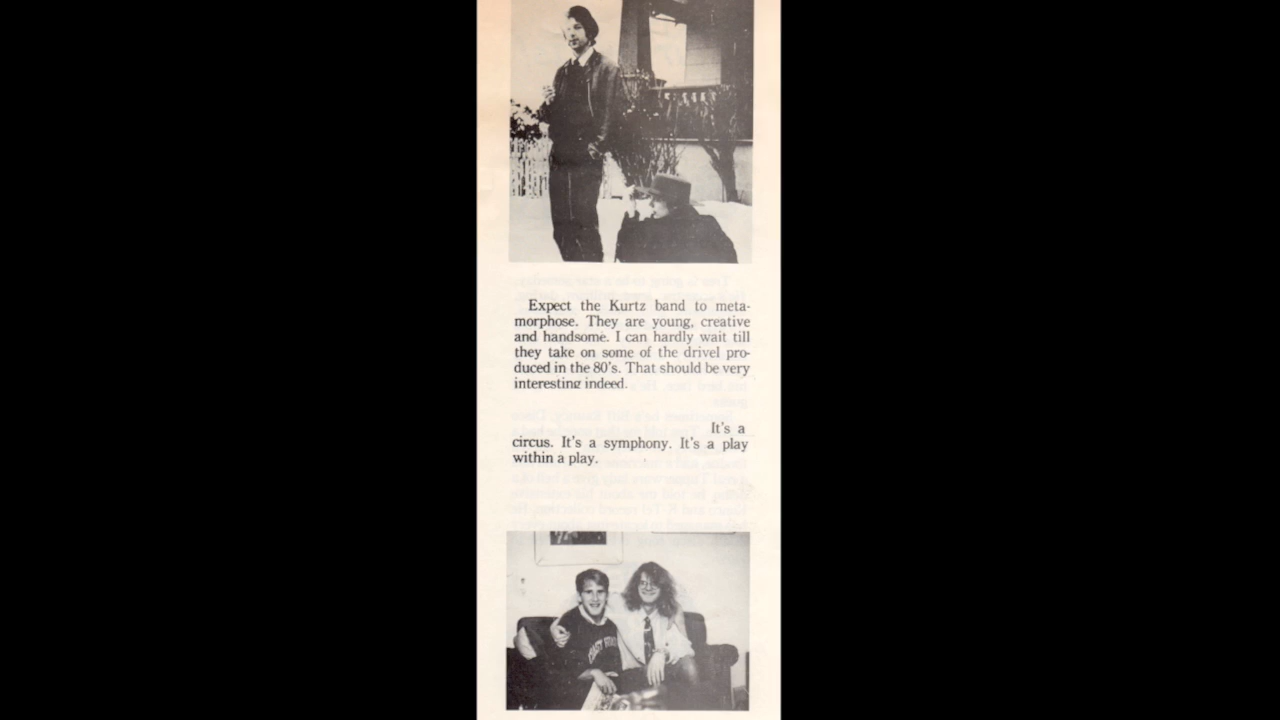 Expect the Kurtz band to meta-
morphose. They are young, creative
and handsome. I can hardly wait till
they take on some of the drivel pro-
duced in the 80's. That should be very
interesting indeed.
It's a
circus. It's a symphony. It's a play
within a play.